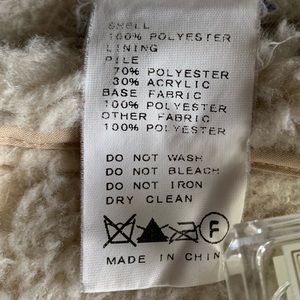 SHELL
100% POLYESTER
LINING
PILE
70% POLYESTER
30% ACRYLIC
BASE FABRIC
100% POLYESTER
OTHER FABRIC
100% POLYESTER
DO NOT WASH
DO NOT BLEACH
DO NOT IRON
DRY CLEAN
F
MADE IN CHIN